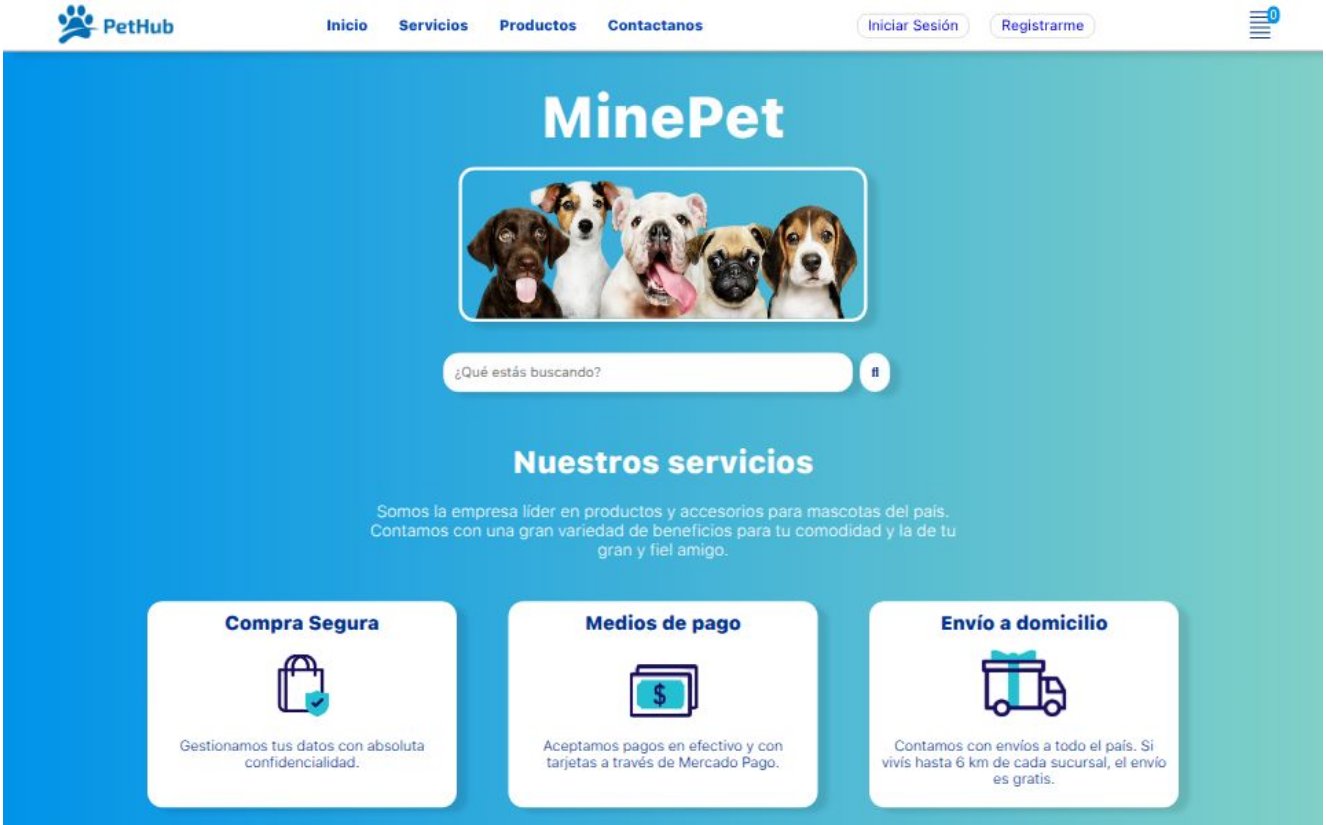 PetHub
Inicio Servicios Productos Contactanos Iniciar Sesión Registrarme 0
MinePet
¿Qué estás buscando?
fl
Nuestros servicios
Somos la empresa líder en productos y accesorios para mascotas del país.
Contamos con una gran variedad de beneficios para tu comodidad y la de tu
gran y fiel amigo.
Compra Segura
Gestionamos tus datos con absoluta
confidencialidad.
Medios de pago
$
Aceptamos pagos en efectivo y con
tarjetas a través de Mercado Pago.
Envío a domicilio
Contamos con envíos a todo el país. Si
vivís hasta 6 km de cada sucursal, el envío
es gratis.